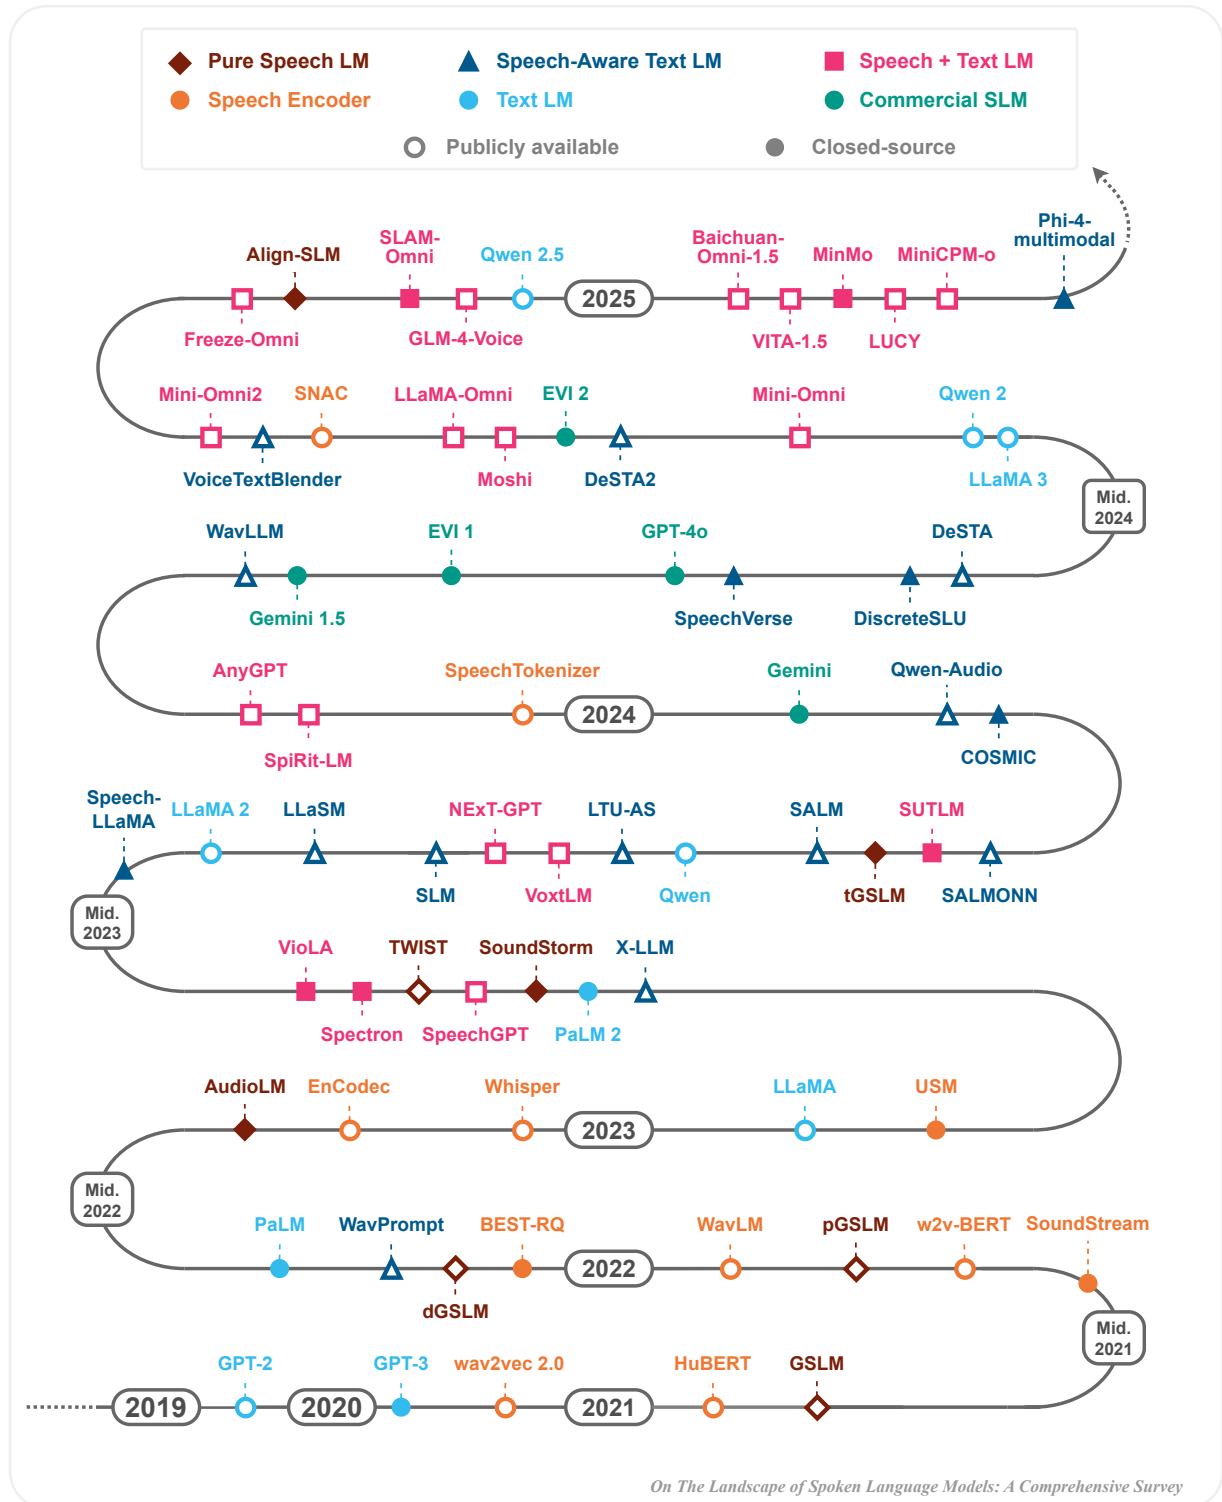 Pure Speech LM
Speech-Aware Text LM
Speech + Text LM
Speech Encoder
Text LM
Commercial SLM
Publicly available
Closed-source
Align-SLM
SLAM-
Omni
Qwen 2.5
Baichuan-
Omni-1.5
MinMo
MiniCPM-o
Phi-4-
multimodal
2025
Freeze-Omni
GLM-4-Voice
VITA-1.5
LUCY
Mini-Omni2
SNAC
LLaMA-Omni
EVI 2
Mini-Omni
Qwen 2
VoiceTextBlender
Moshi
DeSTA2
LLaMA 3
Mid.
2024
WavLLM
EVI 1
GPT-4o
DeSTA
Gemini 1.5
SpeechVerse
DiscreteSLU
AnyGPT
SpeechTokenizer
Gemini
Qwen-Audio
2024
SpiRit-LM
COSMIC
Speech-
LLaMA
LLaMA 2
LLaSM
NExT-GPT
LTU-AS
SALM
SUTLM
SLM
VoxtLM
Qwen
tGSLM
SALMONN
Mid.
2023
VioLA
TWIST
SoundStorm
X-LLM
Spectron
SpeechGPT
PaLM 2
AudioLM
EnCodec
Whisper
LLaMA
USM
2023
Mid.
2022
PaLM
WavPrompt
BEST-RQ
WavLM
pGSLM
w2v-BERT
SoundStream
2022
dGSLM
Mid.
2021
GPT-2
GPT-3
wav2vec 2.0
HuBERT
GSLM
2019
2020
2021
On The Landscape of Spoken Language Models: A Comprehensive Survey